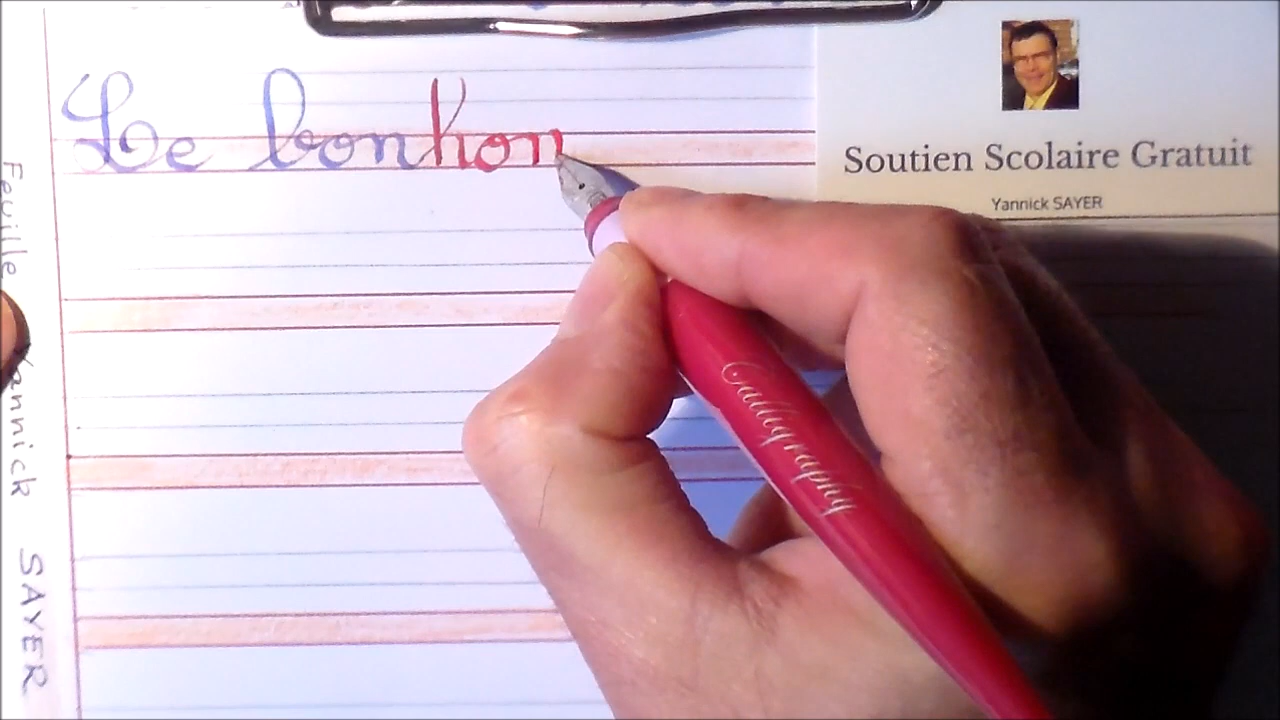 Le bonhon
Soutien Scolaire Gratuit
Yannick SAYER
Calligraphy
Feuille Yannick SAYER